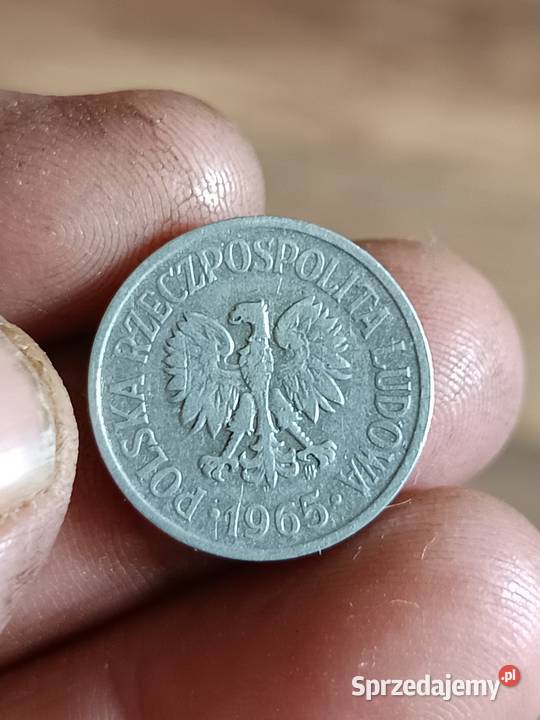 POLSKA RZECZPOSPOLITA LUDOWA
·1965·
Sprzedajemy.pl